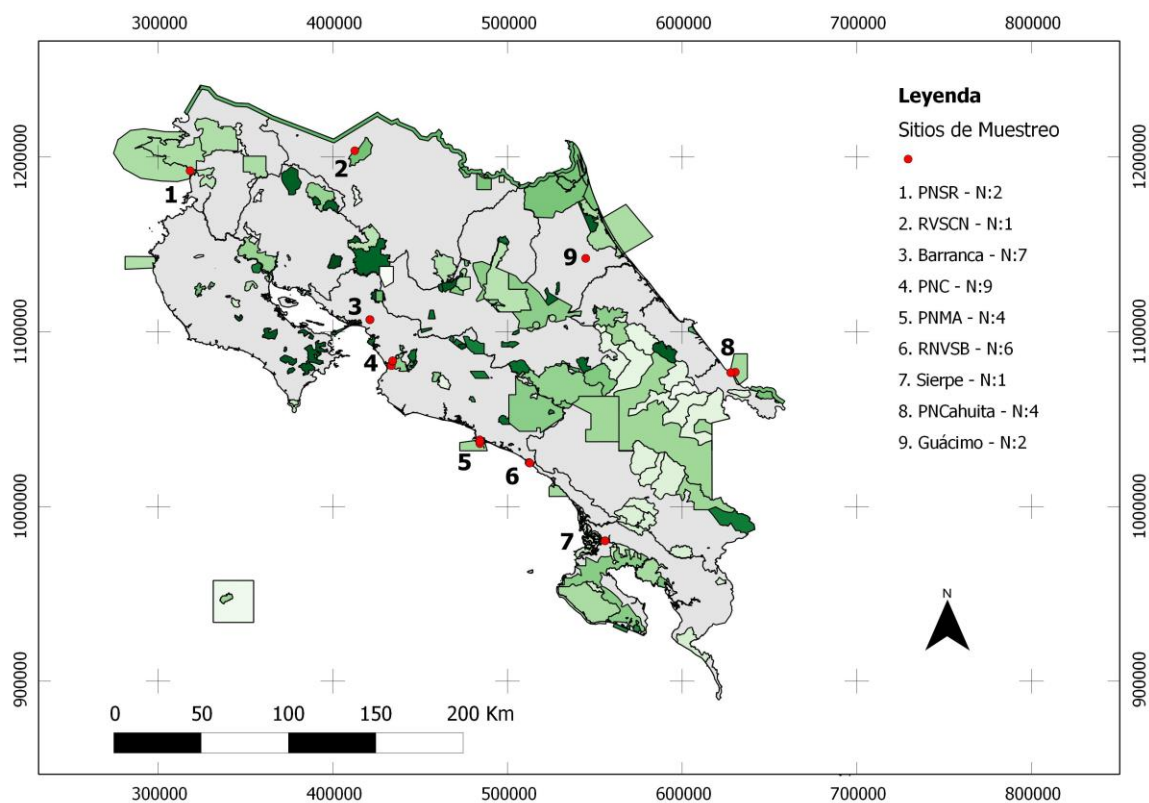 300000 400000 500000 600000 700000 800000
1200000 1200000
1100000 1100000
1000000 1000000
900000 900000
Leyenda
Sitios de Muestreo
1. PNSR - N:2
2. RVSCN - N:1
3. Barranca - N:7
4. PNC - N:9
5. PNMA - N:4
6. RNVSB - N:6
7. Sierpe - N:1
8. PNCahuita - N:4
9. Guácimo - N:2
1
2
3
4
5
6
7
8
9
N
0 50 100 150 200 Km
300000 400000 500000 600000 700000 800000